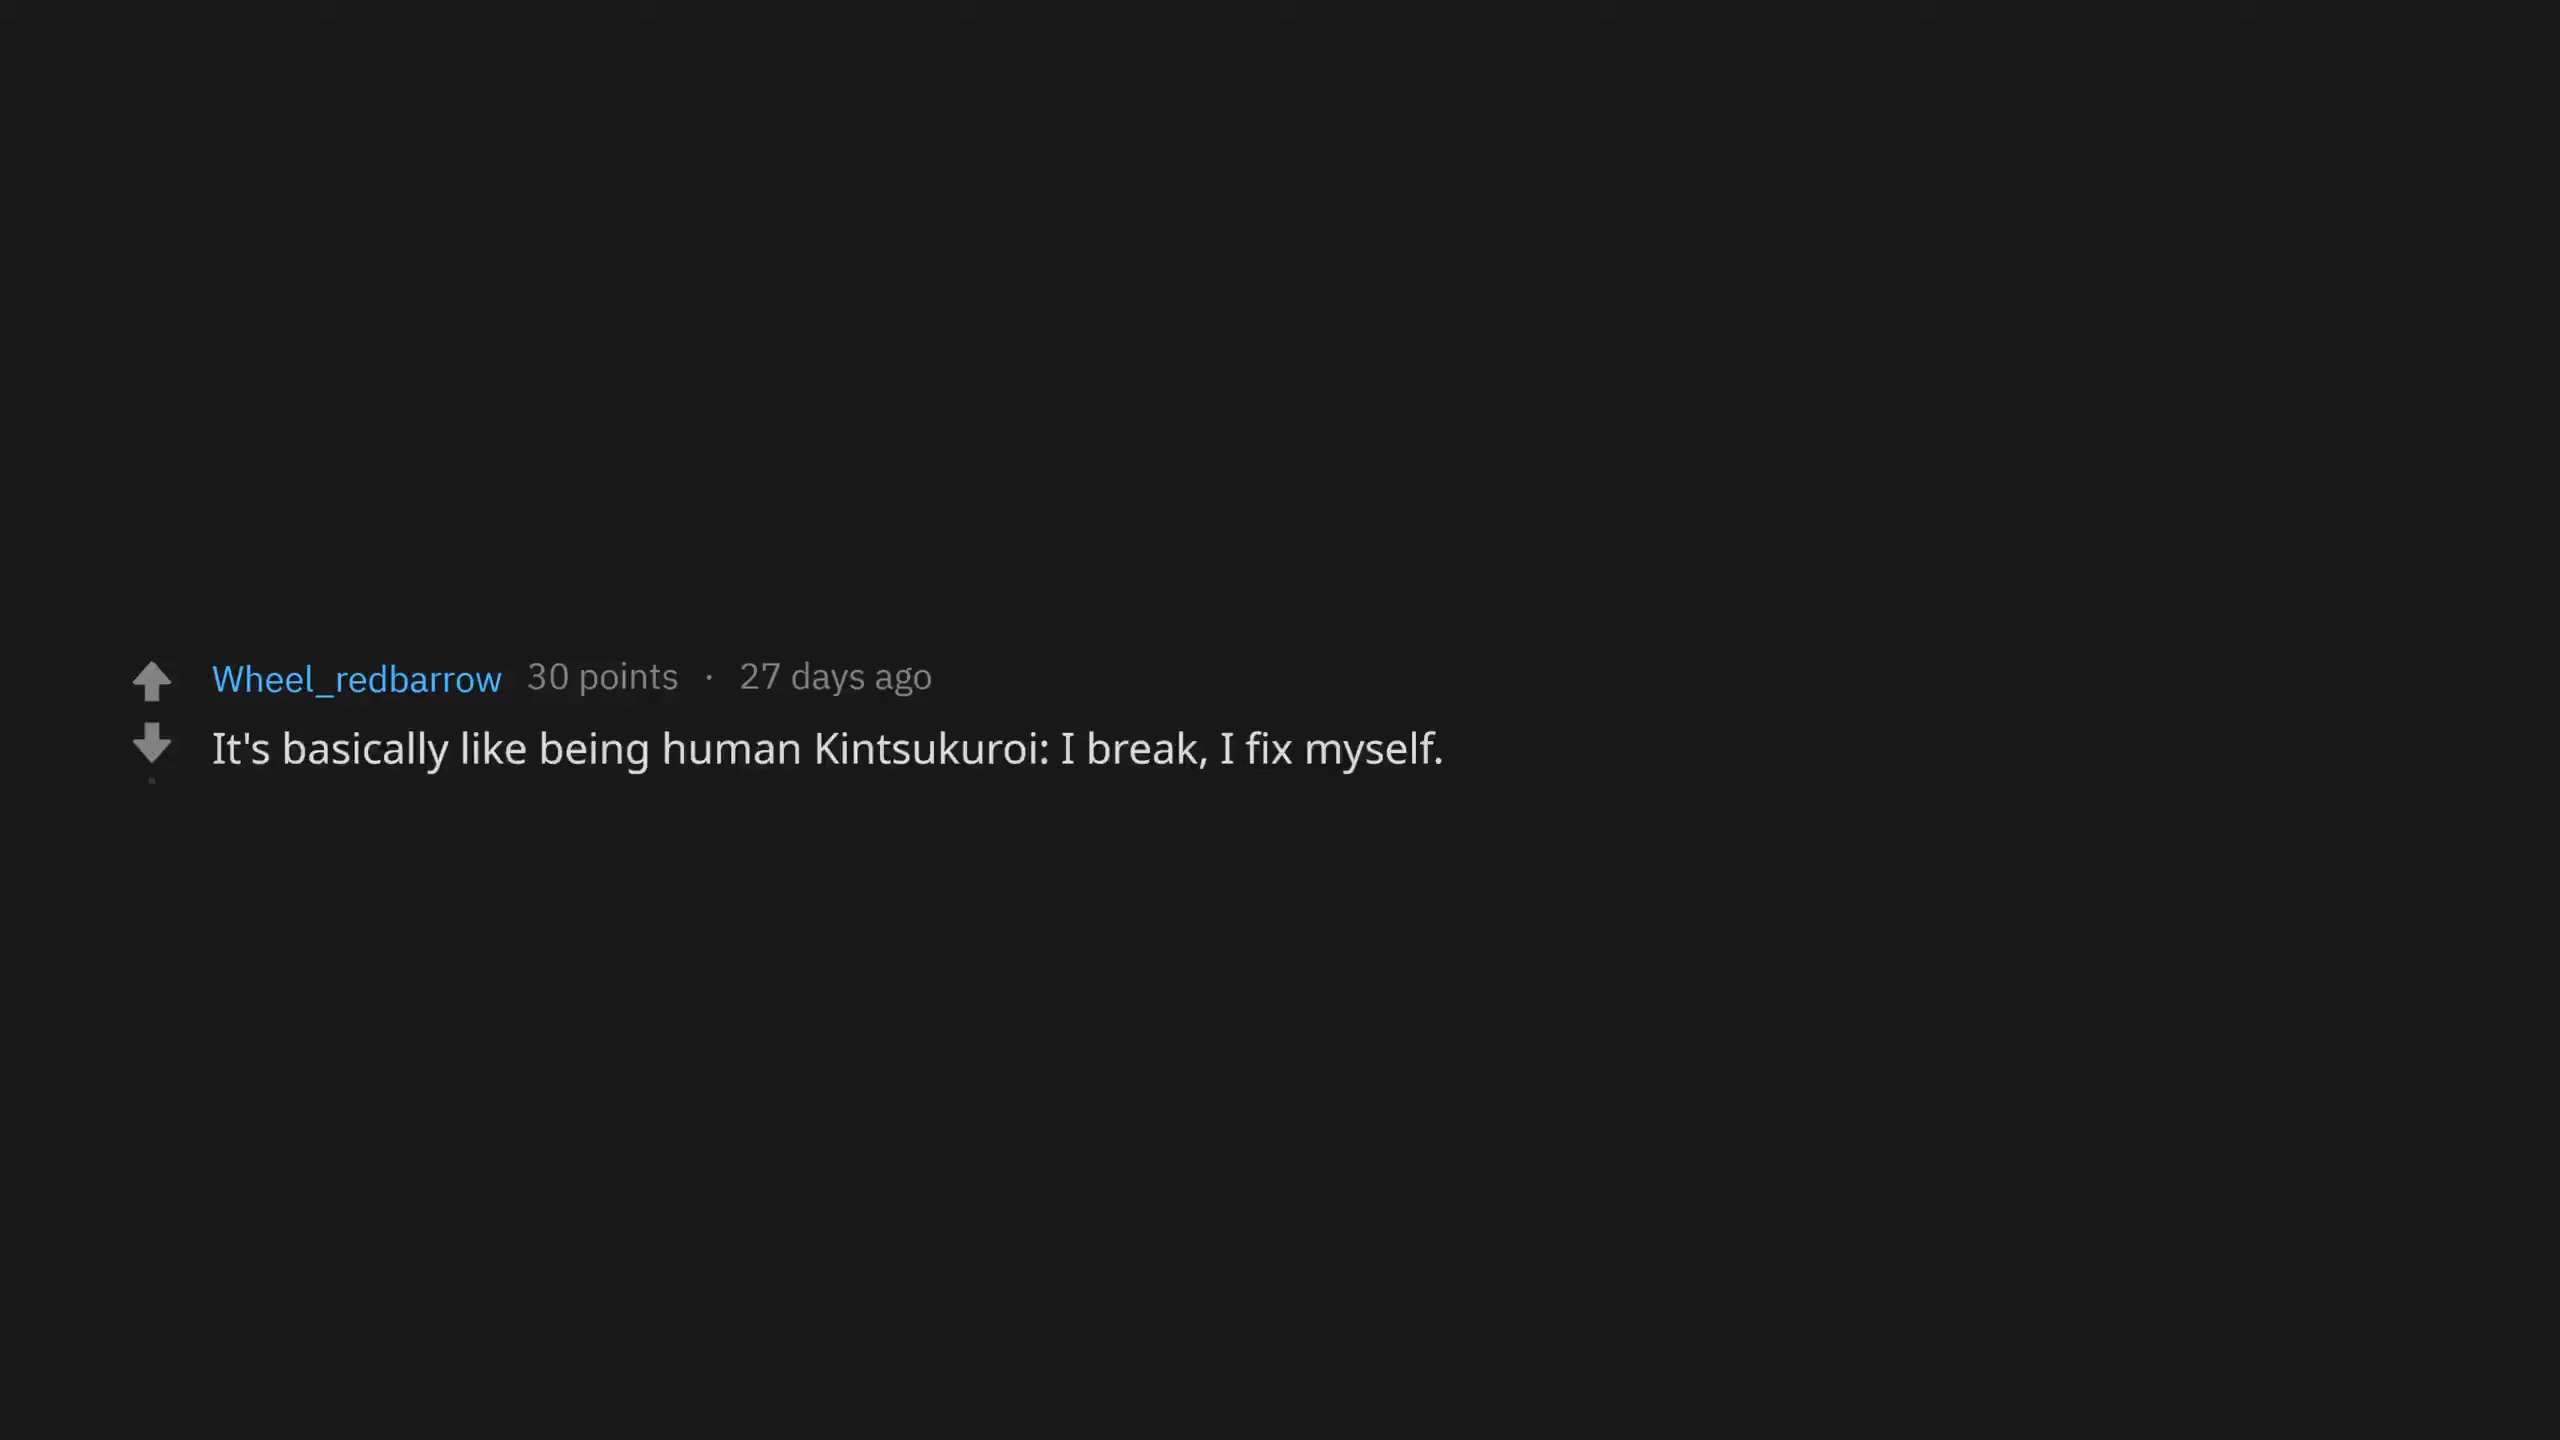 Wheel_redbarrow 30 points · 27 days ago
It's basically like being human Kintsukuroi: I break, I fix myself.